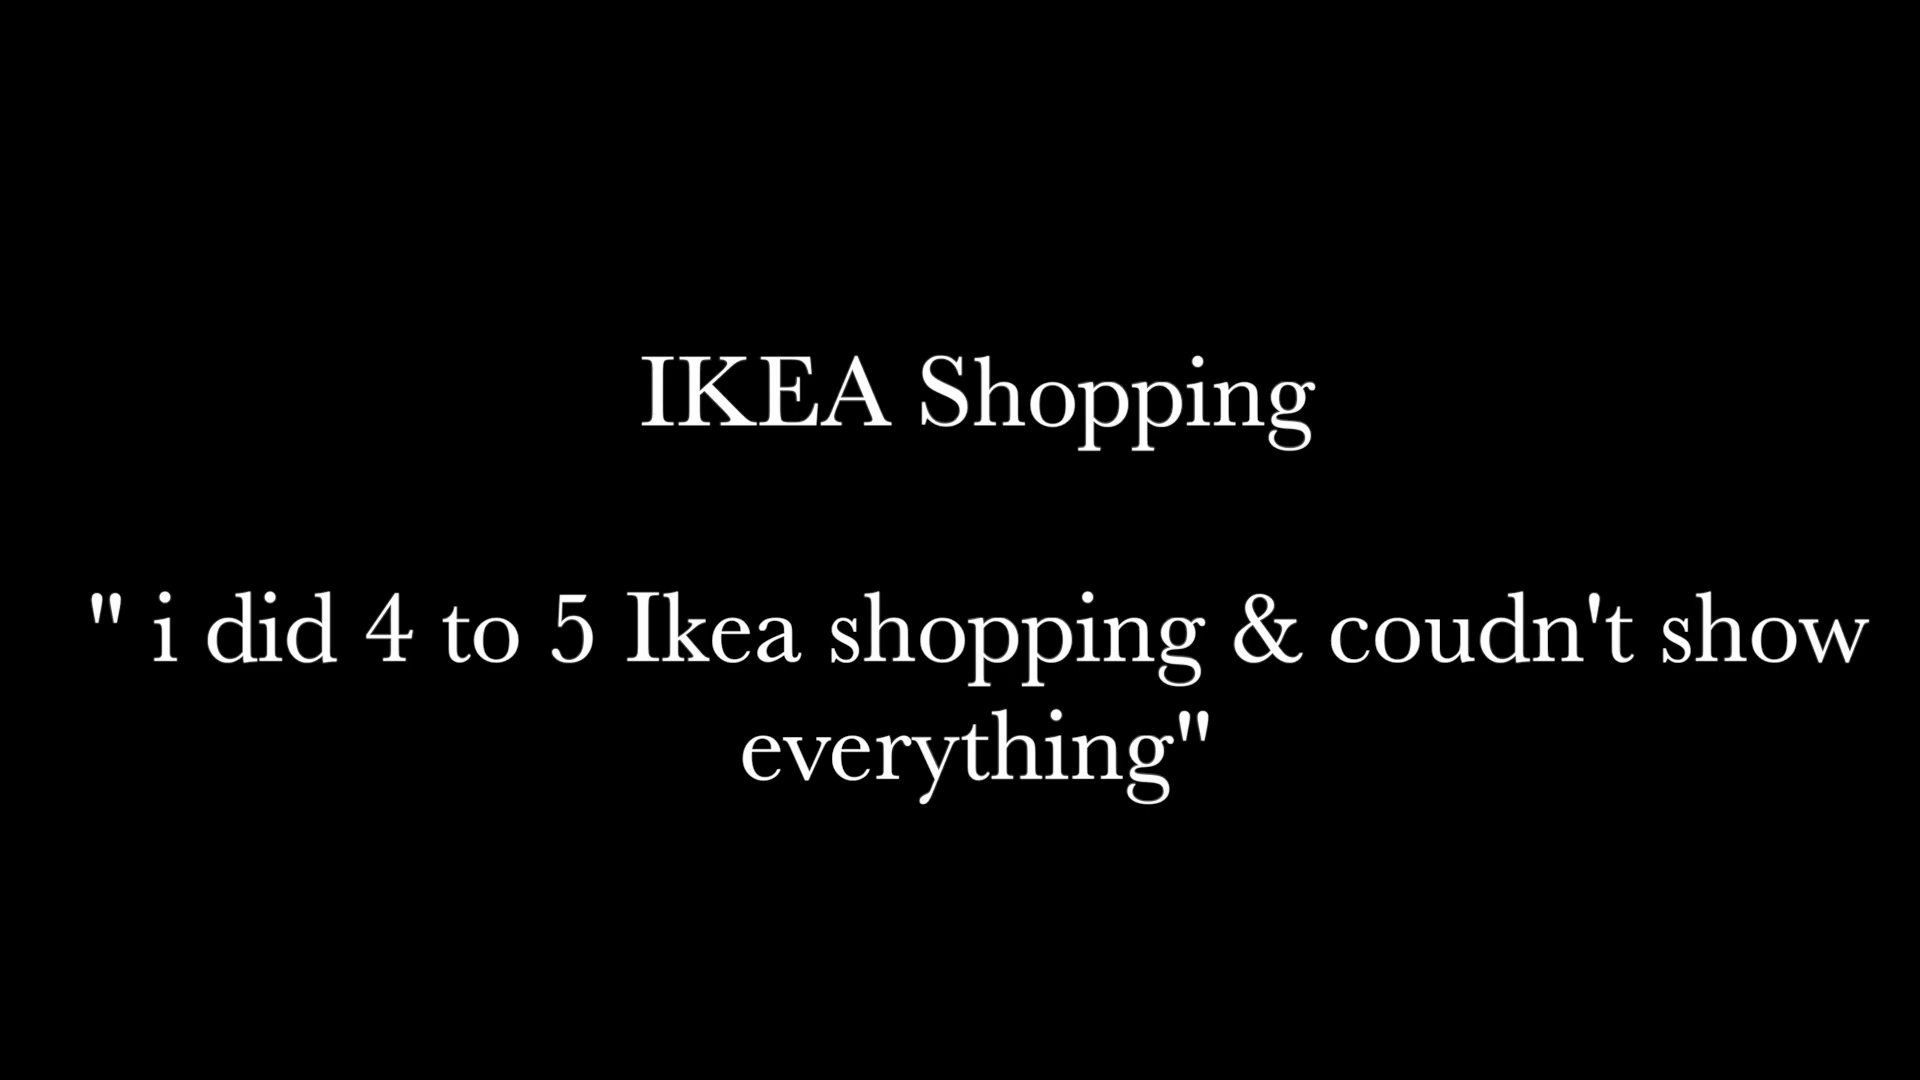 IKEA Shopping
" i did 4 to 5 Ikea shopping & coudn't show
everything"